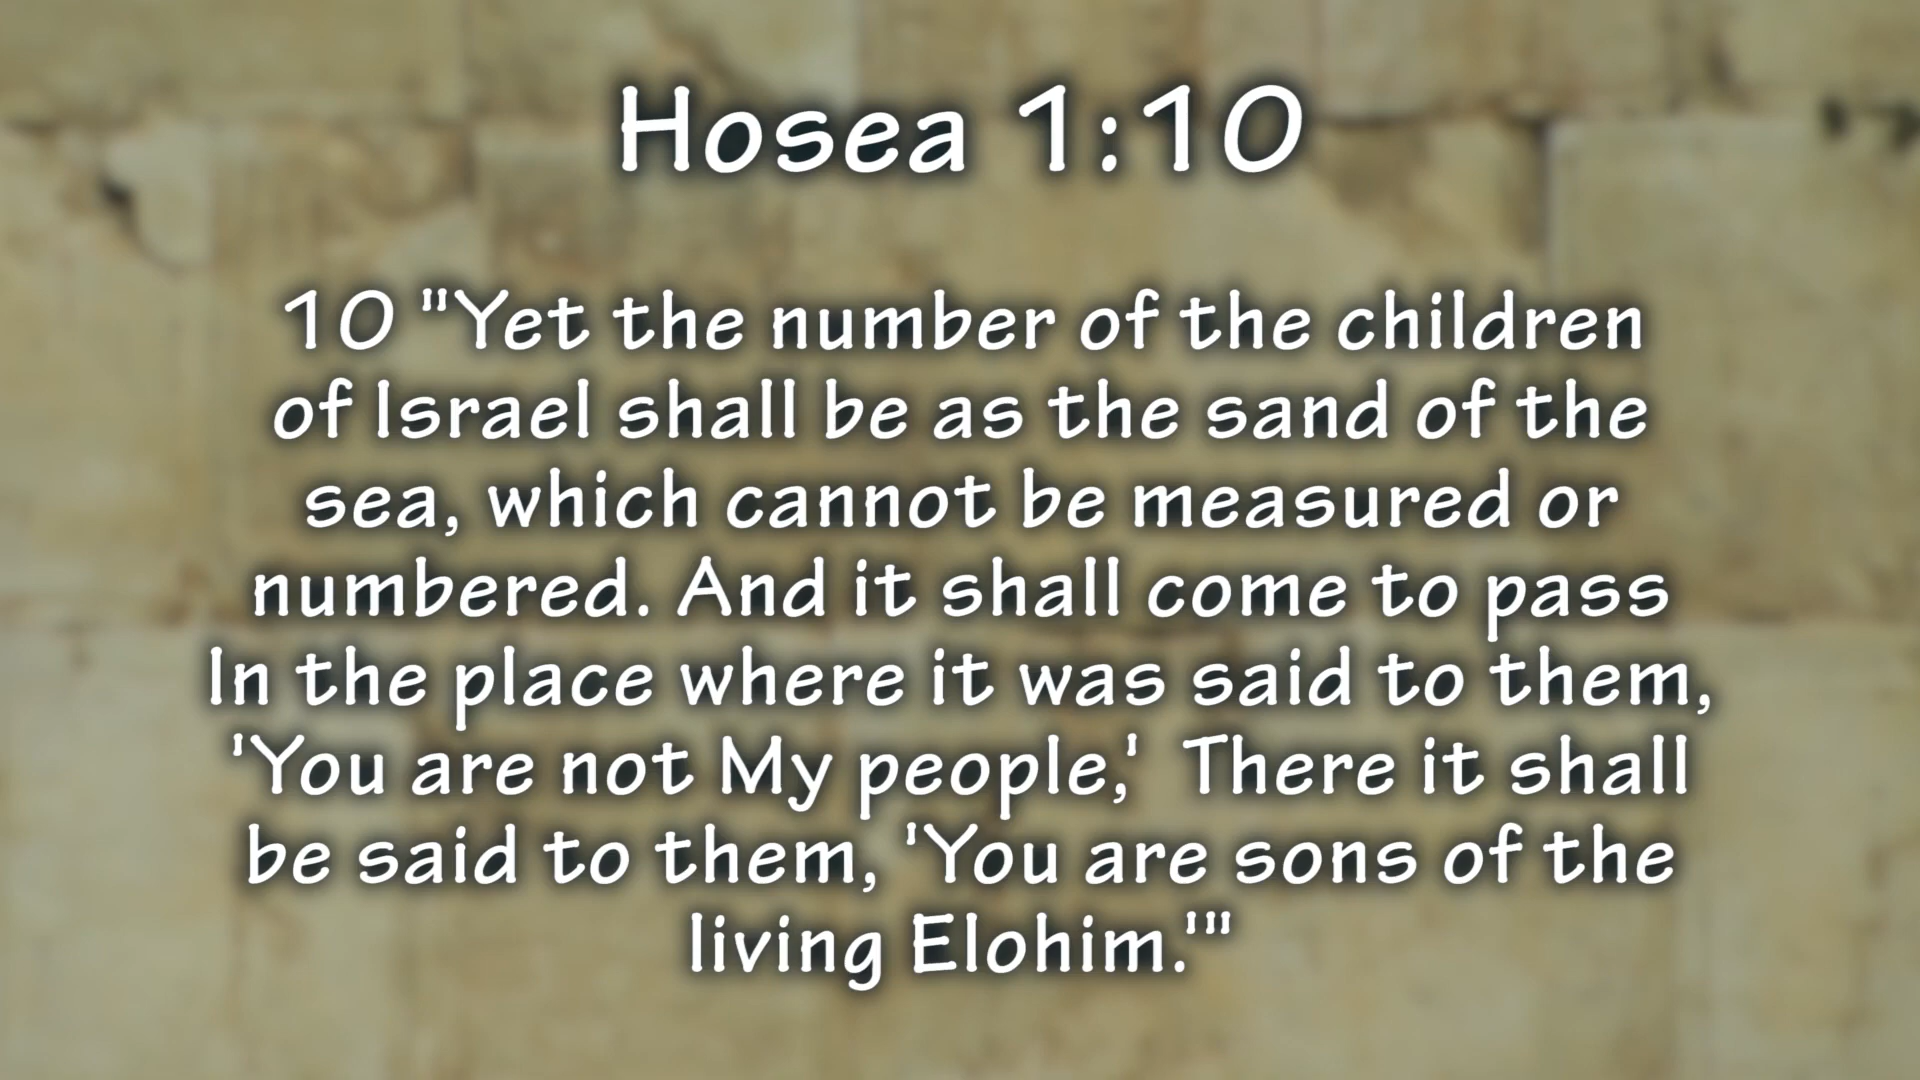 Hosea 1:10
10 "Yet the number of the children
of Israel shall be as the sand of the
sea, which cannot be measured or
numbered. And it shall come to pass
In the place where it was said to them,
'You are not My people,'  There it shall
be said to them, 'You are sons of the
living Elohim.'"